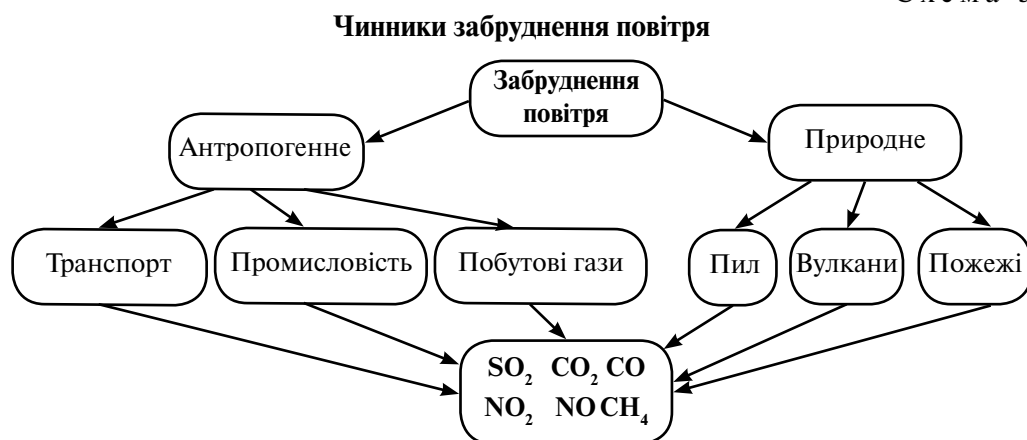 Чинники забруднення повітря
Забруднення
повітря
Антропогенне
Природне
Транспорт
Промисловість
Побутові гази
Пил
Вулкани
Пожежі
SO₂ CO₂ CO
NO₂ NO CH₄